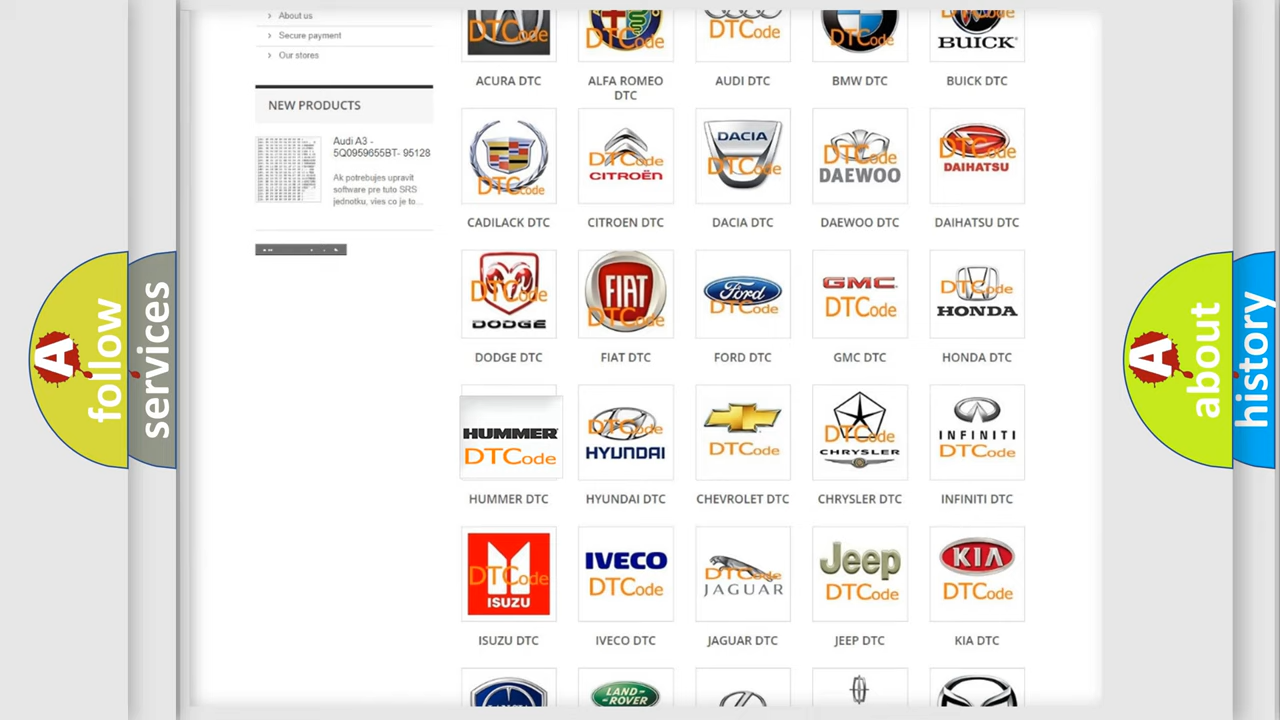 About us
Secure payment
Our stores
NEW PRODUCTS
Audi A3 -
5Q0959655BT- 95128
Ak potrebujes upravit
software pre tuto SRS
jednotku, vies co je to...
A follow
services
DTCode
DTCode
DTCode
DTCode
DTCode
BUICK
ACURA DTC
ALFA ROMEO
DTC
AUDI DTC
BMW DTC
BUICK DTC
DTCode
DTCode
CITROËN
DACIA
DTCode
DTCode
DAEWOO
DTCode
DAIHATSU
CADILACK DTC
CITROEN DTC
DACIA DTC
DAEWOO DTC
DAIHATSU DTC
DTCode
DODGE
FIAT
DTCode
Ford
DTCode
GMC
DTCode
DTCode
HONDA
DODGE DTC
FIAT DTC
FORD DTC
GMC DTC
HONDA DTC
HUMMER
DTCode
DTCode
HYUNDAI
DTCode
DTCode
CHRYSLER
INFINITI
DTCode
HUMMER DTC
HYUNDAI DTC
CHEVROLET DTC
CHRYSLER DTC
INFINITI DTC
DTCode
ISUZU
IVECO
DTCode
DTCode
JAGUAR
Jeep
DTCode
KIA
DTCode
ISUZU DTC
IVECO DTC
JAGUAR DTC
JEEP DTC
KIA DTC
LAND-
ROVER
A about
history